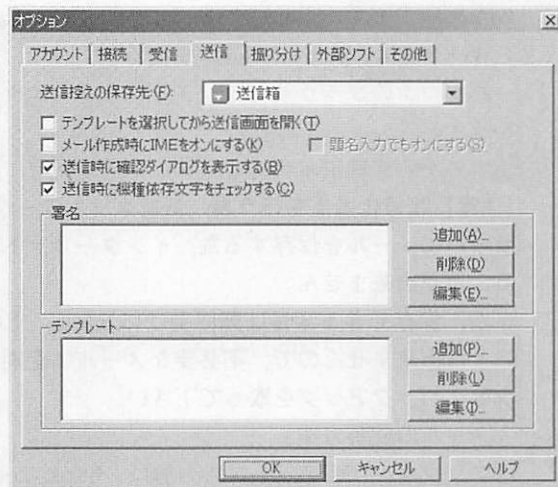 オプション
アカウント 接続 受信 送信 振り分け 外部ソフト その他
送信控えの保存先(F): 送信箱
テンプレートを選択してから送信画面を開く(T)
メール作成時にIMEをオンにする(K) 題名入力でもオンにする(S)
送信時に確認ダイアログを表示する(B)
送信時に機種依存文字をチェックする(C)
署名
追加(A)...
削除(D)
編集(E)...
テンプレート
追加(P)...
削除(L)
編集(I)...
OK キャンセル ヘルプ